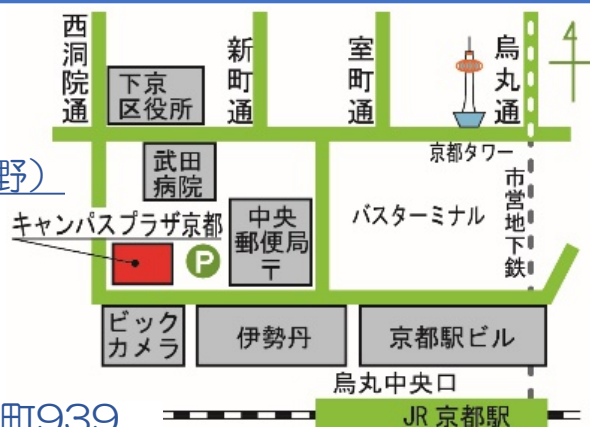 西洞院通
新町通
室町通
烏丸通
4
下京
区役所
京都タワー
野）
武田
病院
市営地下鉄
キャンパスプラザ京都
P
中央
郵便局
〒
バスターミナル
ビック
カメラ
伊勢丹
京都駅ビル
烏丸中央口
町939
JR 京都駅